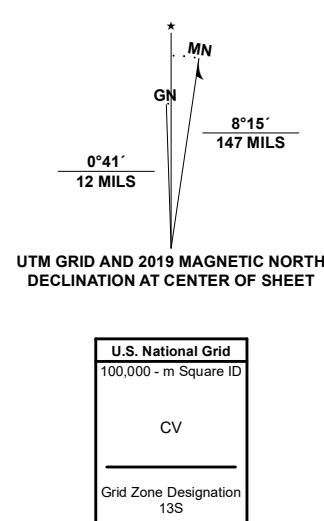 ★
MN
GN
8°15´
147 MILS
0°41´
12 MILS
UTM GRID AND 2019 MAGNETIC NORTH
DECLINATION AT CENTER OF SHEET
U.S. National Grid
100,000 - m Square ID
CV
Grid Zone Designation
13S